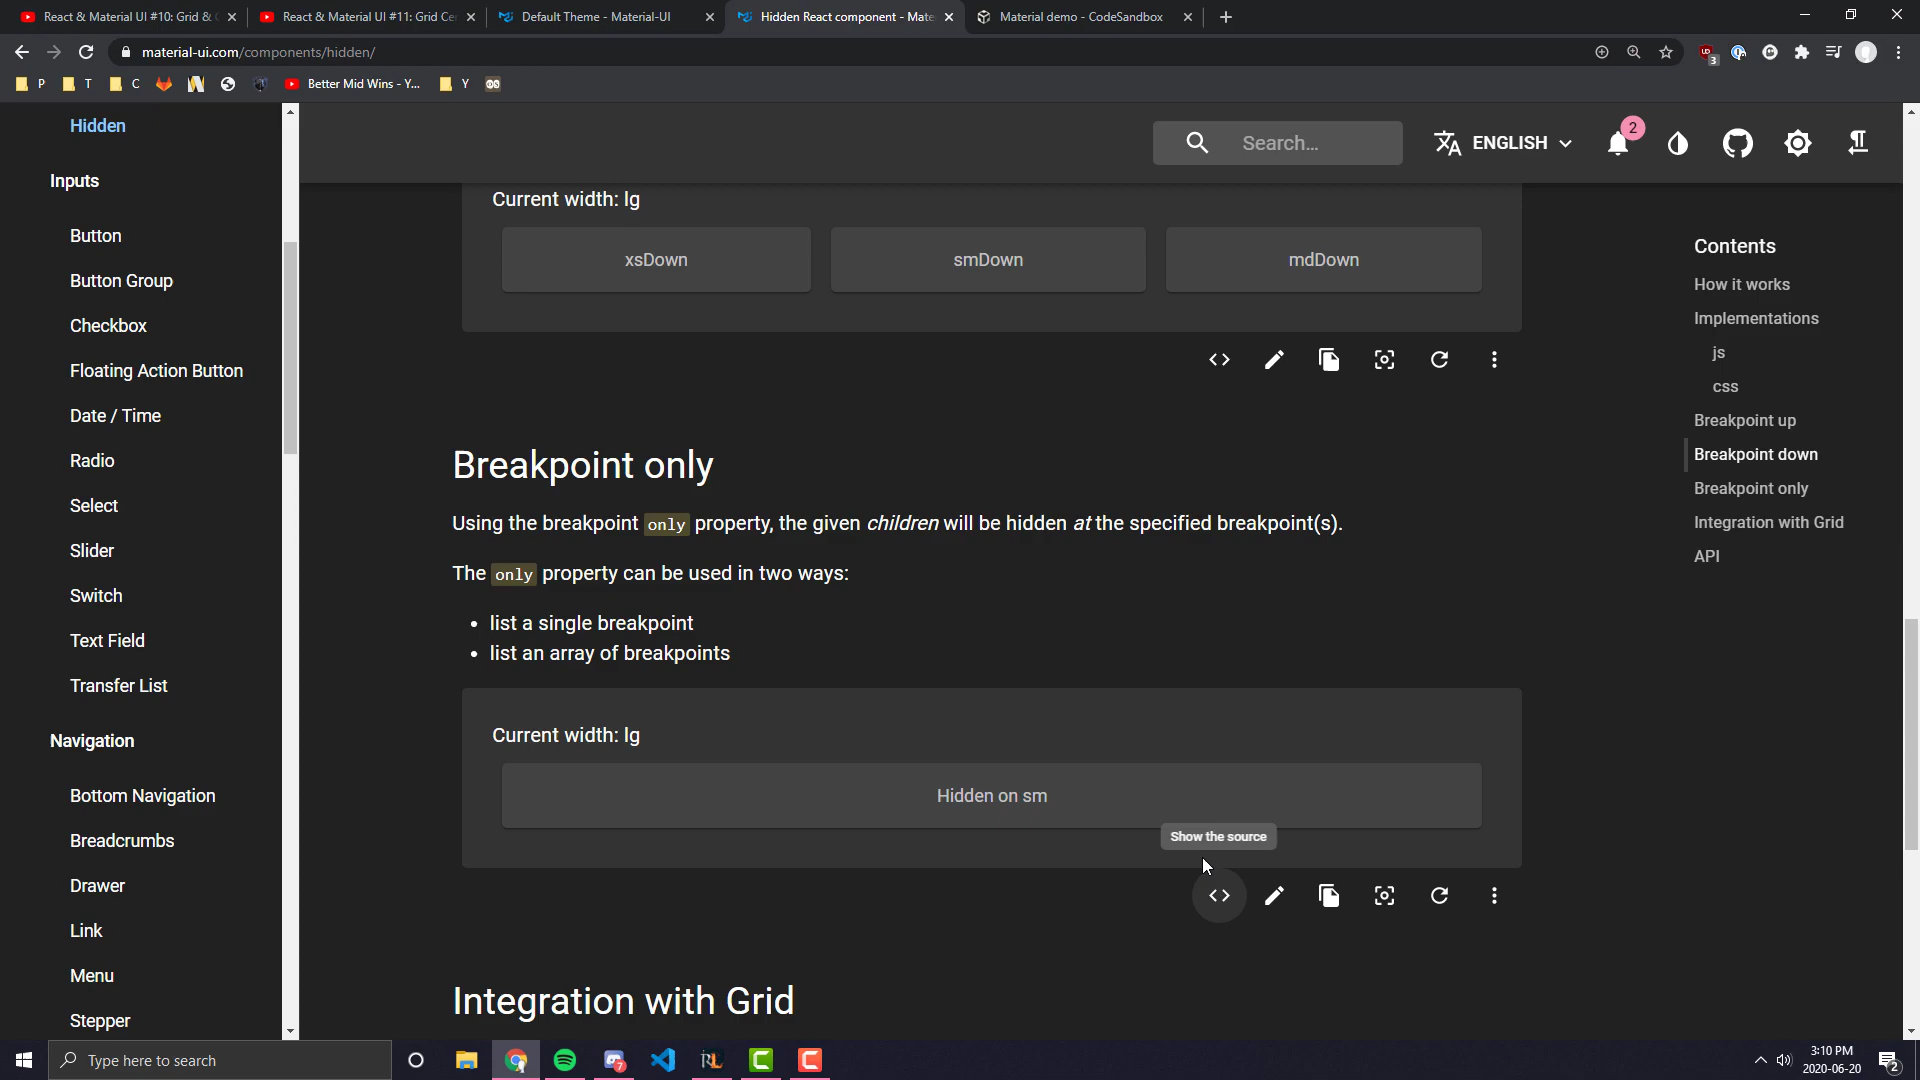 React & Material UI #10: Grid &
React & Material UI #11: Grid Ce
Default Theme - Material-UI
Hidden React component - Mate
Material demo - CodeSandbox
material-ui.com/components/hidden/
3
P
T
C
Better Mid Wins - Y...
Y
Hidden
Inputs
Button
Button Group
Checkbox
Floating Action Button
Date / Time
Radio
Select
Slider
Switch
Text Field
Transfer List
Navigation
Bottom Navigation
Breadcrumbs
Drawer
Link
Menu
Stepper
Search…
ENGLISH
2
Current width: lg
xsDown
smDown
mdDown
Breakpoint only
Using the breakpoint only property, the given children will be hidden at the specified breakpoint(s).
The only property can be used in two ways:
• list a single breakpoint
• list an array of breakpoints
Current width: lg
Hidden on sm
Show the source
Integration with Grid
Contents
How it works
Implementations
js
css
Breakpoint up
Breakpoint down
Breakpoint only
Integration with Grid
API
Type here to search
7
3:10 PM
2020-06-20
2